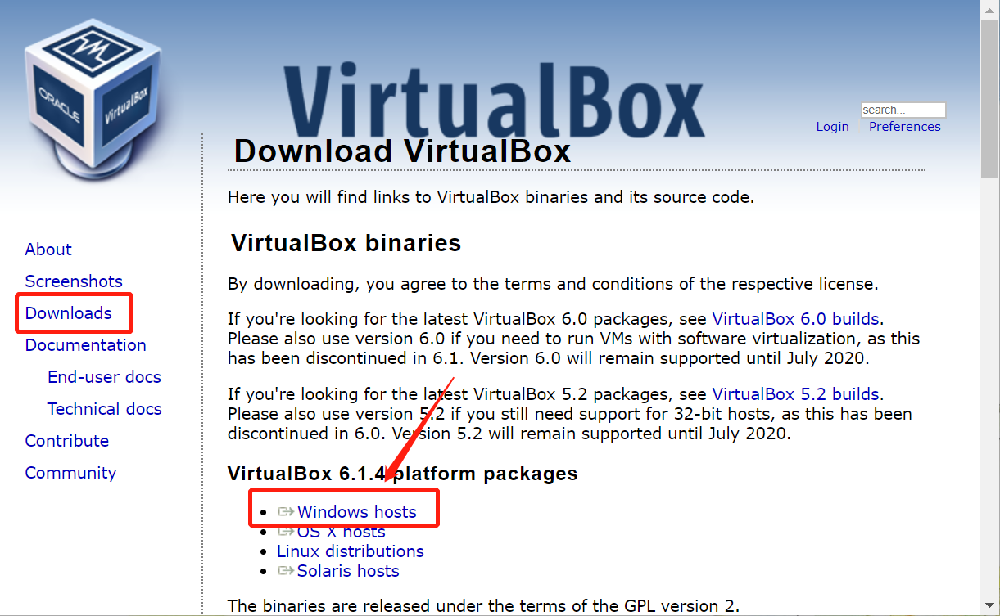 ORACLE
VirtualBox
VirtualBox
search...
Login Preferences
Download VirtualBox
Here you will find links to VirtualBox binaries and its source code.
About
Screenshots
Downloads
Documentation
End-user docs
Technical docs
Contribute
Community
VirtualBox binaries
By downloading, you agree to the terms and conditions of the respective license.
If you're looking for the latest VirtualBox 6.0 packages, see VirtualBox 6.0 builds.
Please also use version 6.0 if you need to run VMs with software virtualization, as this
has been discontinued in 6.1. Version 6.0 will remain supported until July 2020.
If you're looking for the latest VirtualBox 5.2 packages, see VirtualBox 5.2 builds.
Please also use version 5.2 if you still need support for 32-bit hosts, as this has been
discontinued in 6.0. Version 5.2 will remain supported until July 2020.
VirtualBox 6.1.4 platform packages
Windows hosts
OS X hosts
Linux distributions
Solaris hosts
The binaries are released under the terms of the GPL version 2.